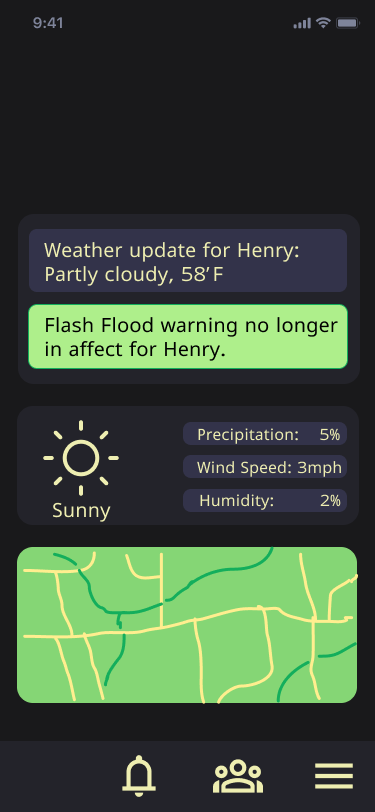 9:41
Weather update for Henry:
Partly cloudy, 58’F
Flash Flood warning no longer
in affect for Henry.
Sunny
Precipitation: 5%
Wind Speed: 3mph
Humidity: 2%